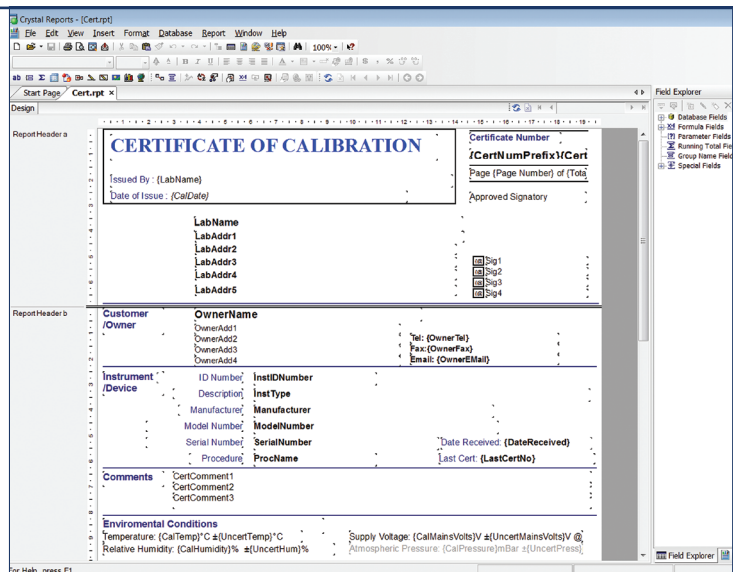 Crystal Reports - [Cert.rpt]
File Edit View Insert Format Database Report Window Help
100%
Start Page Cert.rpt ×
Field Explorer
Design
Database Fields
Formula Fields
Parameter Fields
Running Total Fie
Group Name Field
Special Fields
Report Header a
CERTIFICATE OF CALIBRATION
Certificate Number
{CertNumPrefix}{Cert
Issued By : {LabName}
Page {Page Number} of {Tota
Date of Issue : {CalDate}
Approved Signatory
LabName
LabAddr1
LabAddr2
LabAddr3
LabAddr4
LabAddr5
Sig1
Sig2
Sig3
Sig4
Report Header b
Customer
/Owner
OwnerName
OwnerAdd1
OwnerAdd2
OwnerAdd3
OwnerAdd4
Tel: {OwnerTel}
Fax:{OwnerFax}
Email: {OwnerEMail}
Instrument
/Device
ID Number InstIDNumber
Description InstType
Manufacturer Manufacturer
Model Number ModelNumber
Serial Number SerialNumber Date Received: {DateReceived}
Procedure ProcName Last Cert: {LastCertNo}
Comments
CertComment1
CertComment2
CertComment3
Enviromental Conditions
Temperature: {CalTemp}°C ±{UncertTemp}°C Supply Voltage: {CalMainsVolts}V ±{UncertMainsVolts}V @
Relative Humidity: {CalHumidity}% ±{UncertHum}% Atmospheric Pressure: {CalPressure}mBar ±{UncertPress}
Field Explorer
For Help, press F1